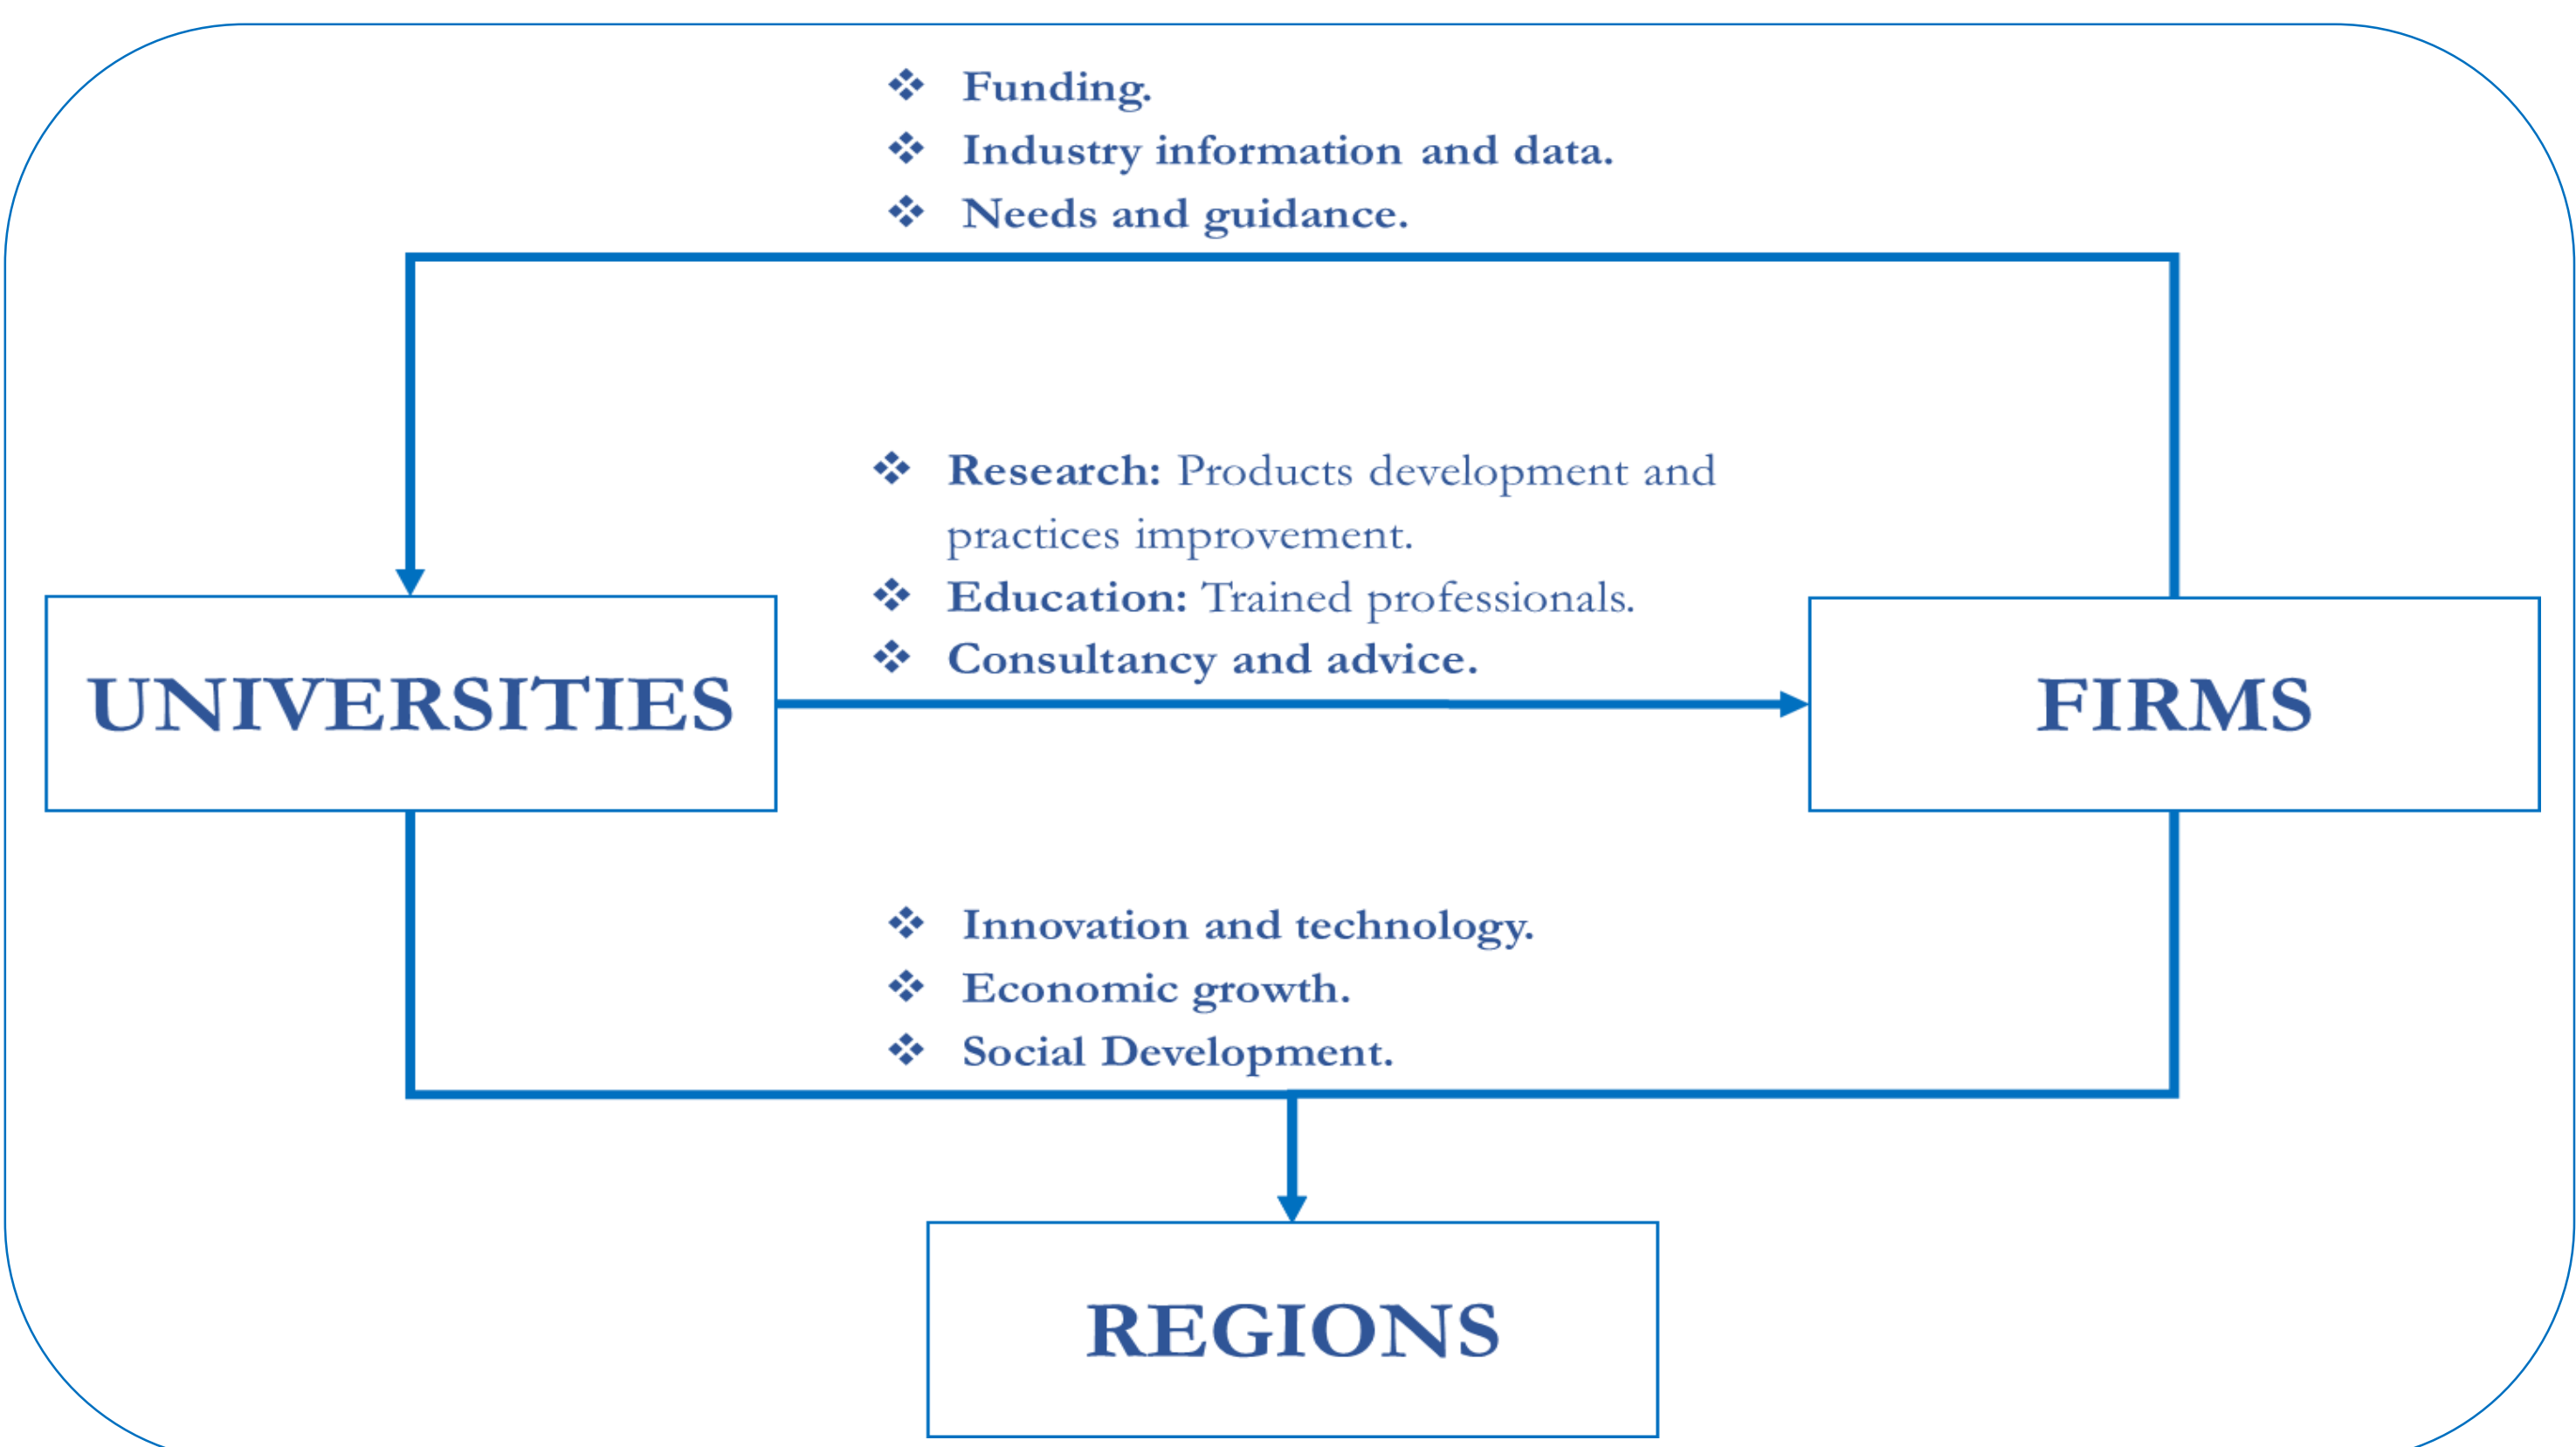 ❖ Funding.
❖ Industry information and data.
❖ Needs and guidance.
❖ Research: Products development and
practices improvement.
❖ Education: Trained professionals.
❖ Consultancy and advice.
UNIVERSITIES
FIRMS
❖ Innovation and technology.
❖ Economic growth.
❖ Social Development.
REGIONS